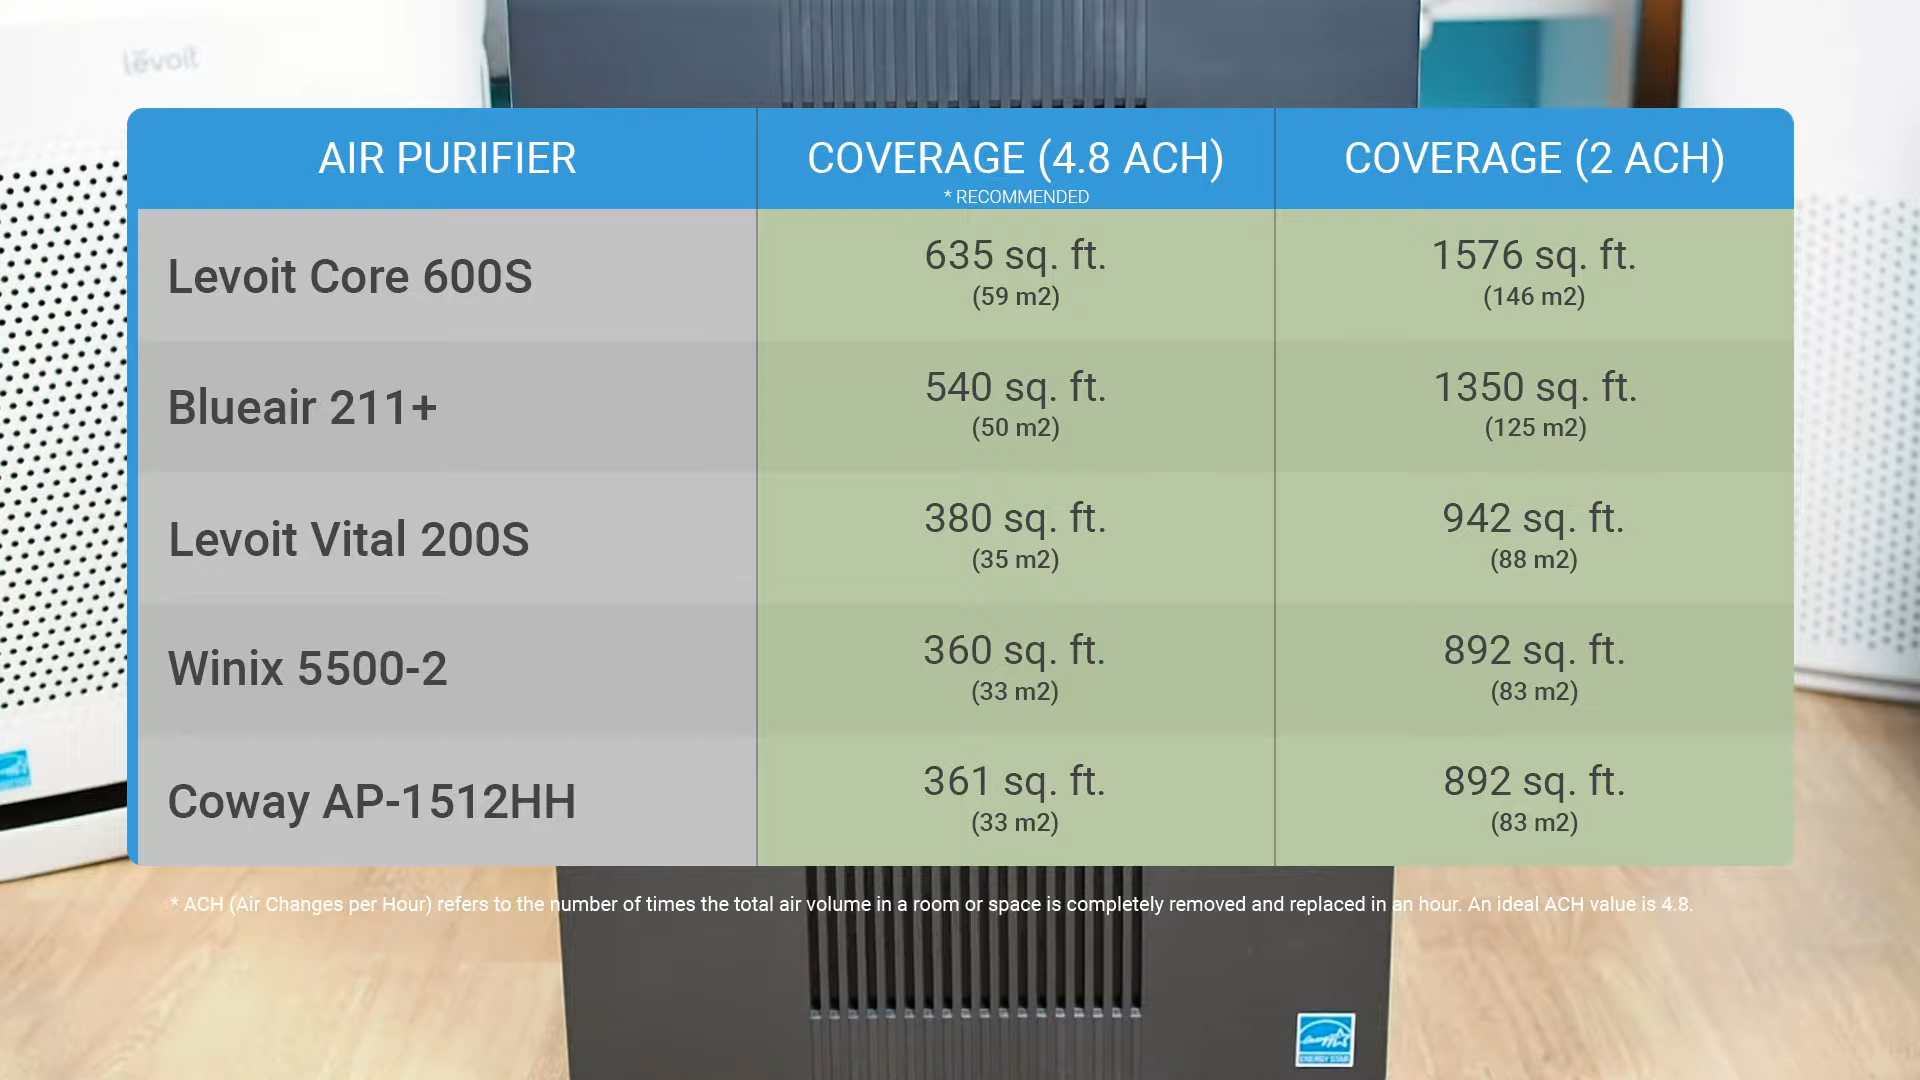 levoit
AIR PURIFIER
COVERAGE (4.8 ACH)
* RECOMMENDED
COVERAGE (2 ACH)
Levoit Core 600S
635 sq. ft.
(59 m2)
1576 sq. ft.
(146 m2)
Blueair 211+
540 sq. ft.
(50 m2)
1350 sq. ft.
(125 m2)
Levoit Vital 200S
380 sq. ft.
(35 m2)
942 sq. ft.
(88 m2)
Winix 5500-2
360 sq. ft.
(33 m2)
892 sq. ft.
(83 m2)
Coway AP-1512HH
361 sq. ft.
(33 m2)
892 sq. ft.
(83 m2)
* ACH (Air Changes per Hour) refers to the number of times the total air volume in a room or space is completely removed and replaced in an hour. An ideal ACH value is 4.8.
ENERGY STAR